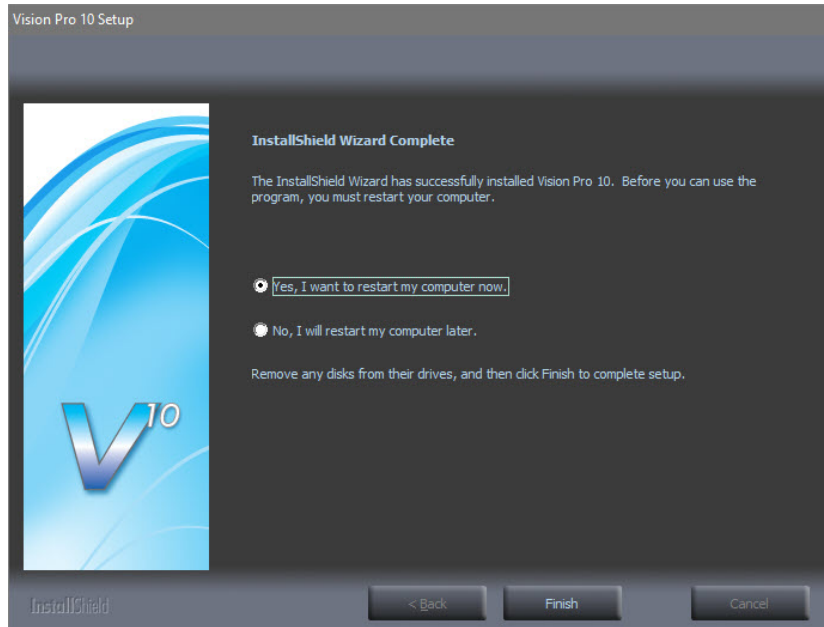 Vision Pro 10 Setup
InstallShield Wizard Complete
The InstallShield Wizard has successfully installed Vision Pro 10. Before you can use the
program, you must restart your computer.
Yes, I want to restart my computer now.
No, I will restart my computer later.
Remove any disks from their drives, and then click Finish to complete setup.
V10
InstallShield
< Back
Finish
Cancel